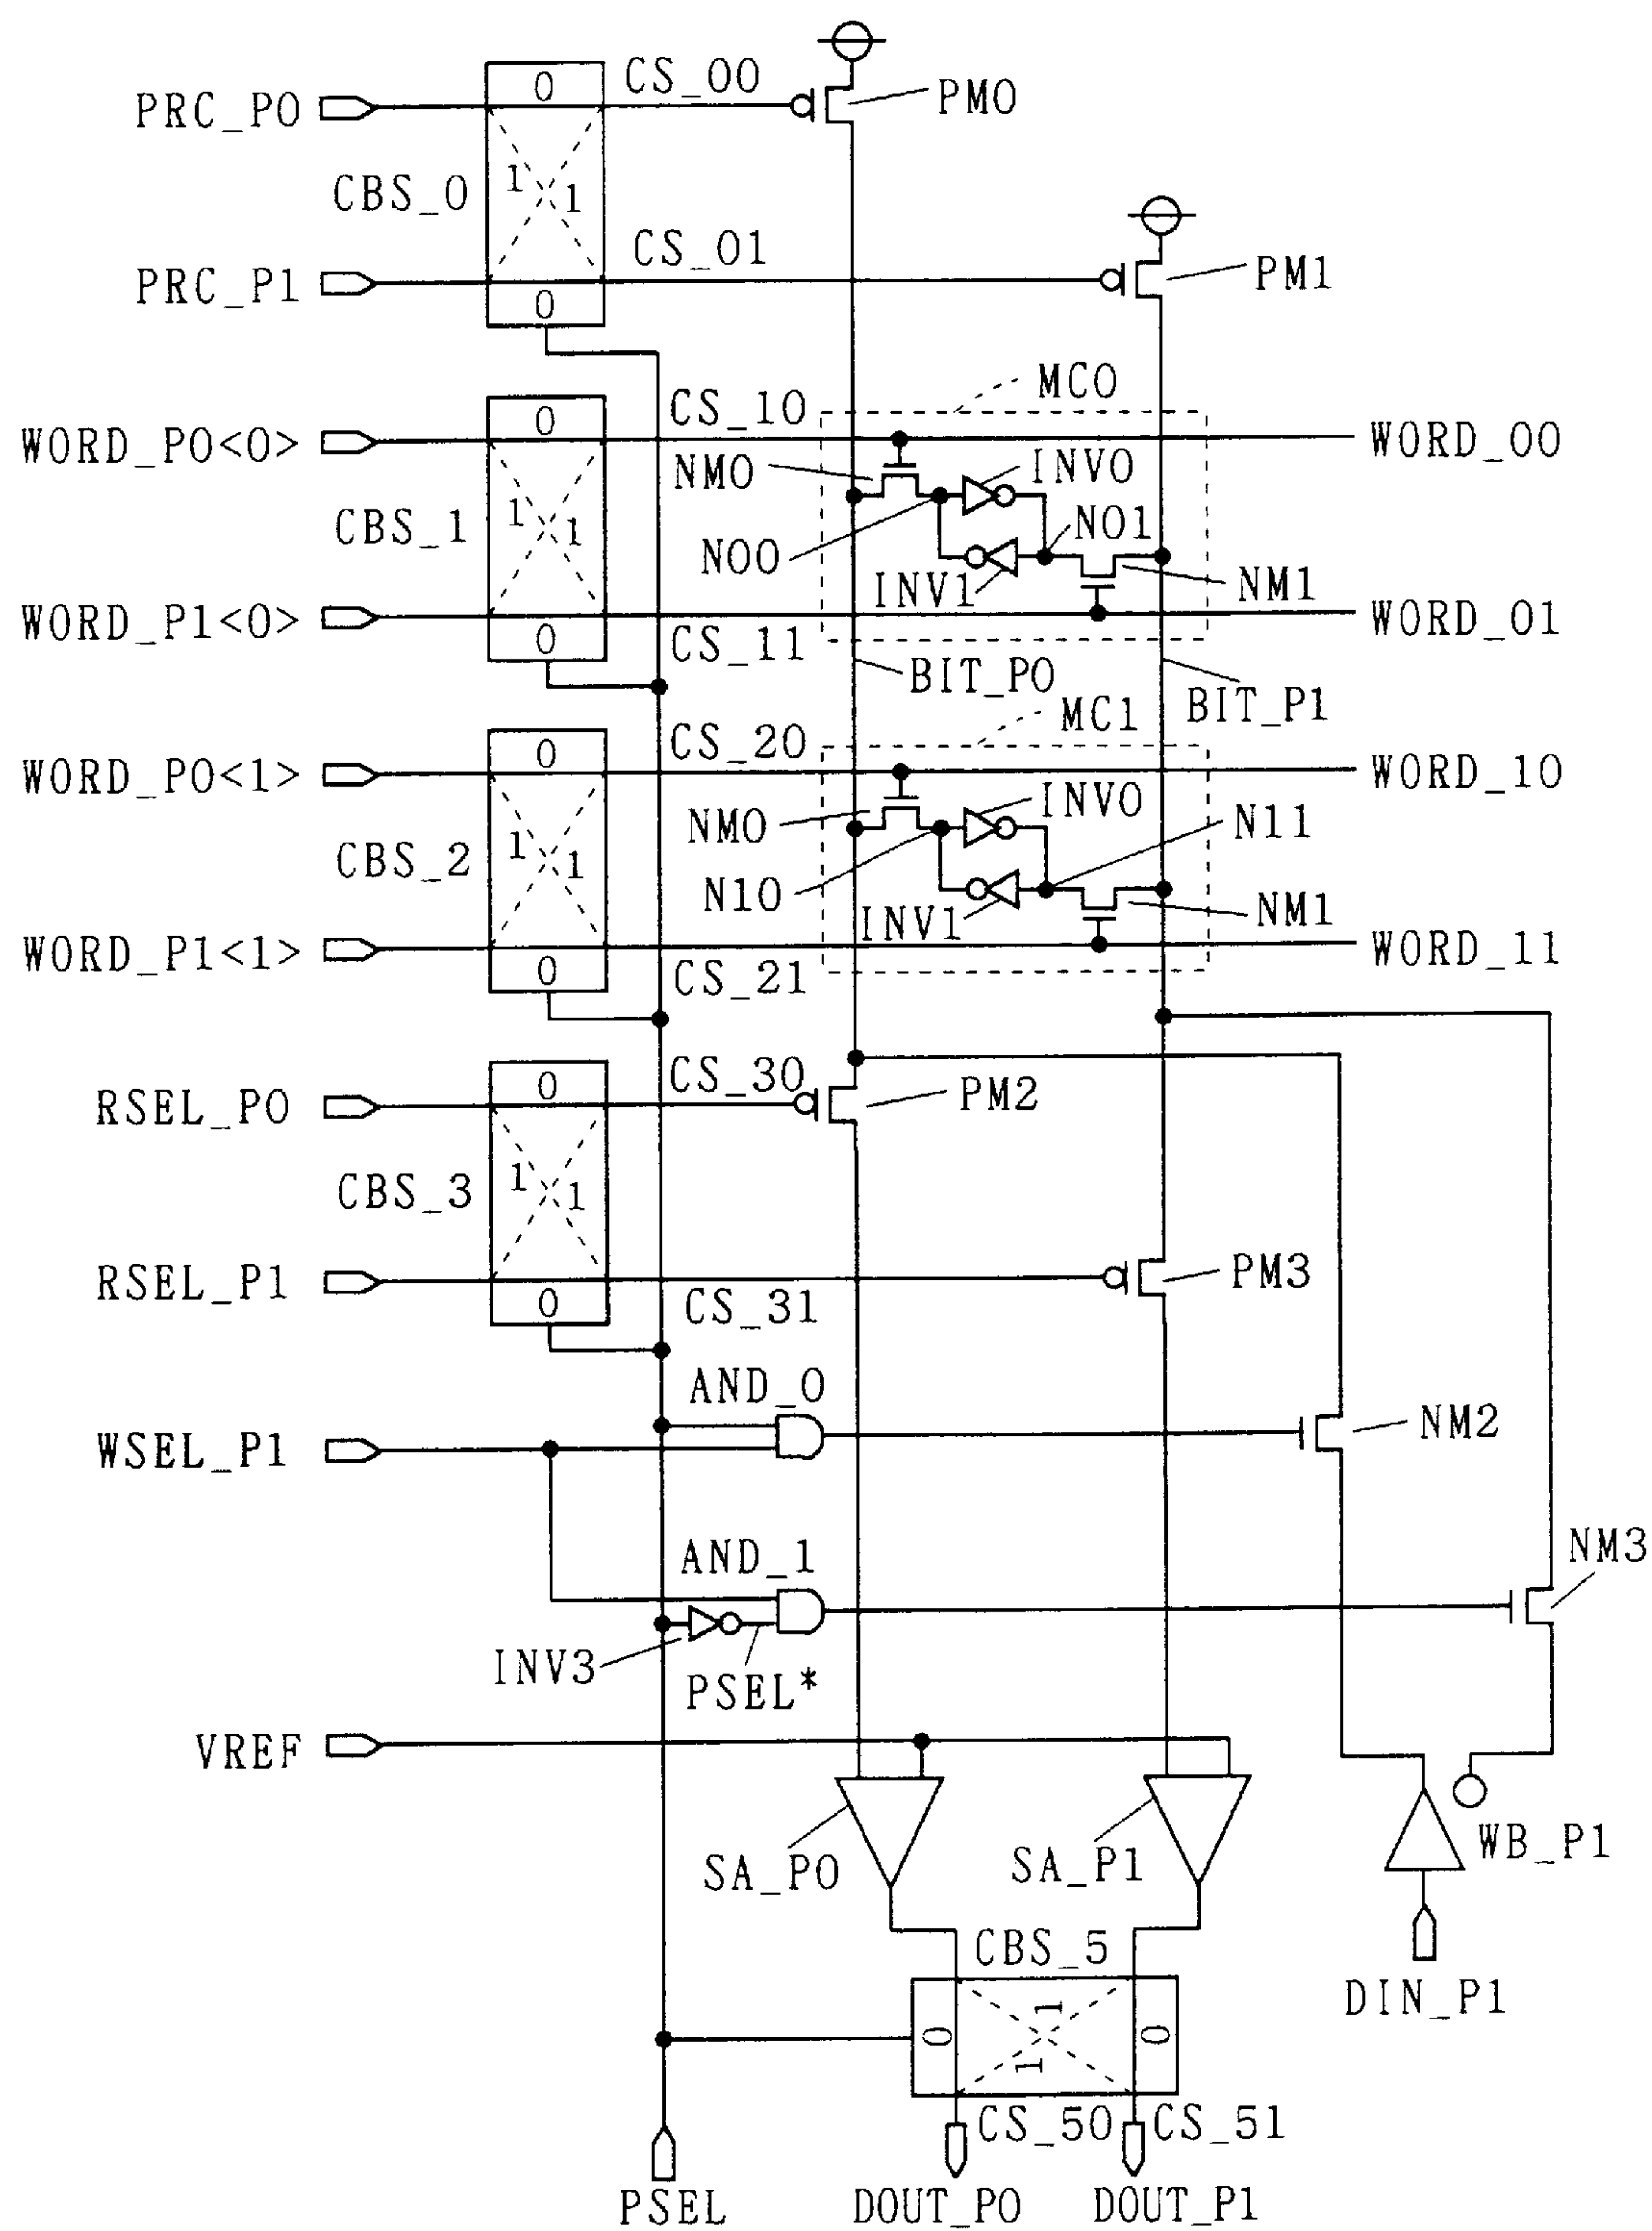 PRC_P0
0
CS_00
PM0
CBS_0
1
1
CS_01
PRC_P1
0
PM1
WORD_P0<0>
0
CS_10
MC0
WORD_00
NM0
INV0
CBS_1
1
1
N00
N01
INV1
NM1
WORD_P1<0>
0
CS_11
WORD_01
BIT_P0
BIT_P1
MC1
WORD_P0<1>
0
CS_20
WORD_10
NM0
INV0
N11
CBS_2
1
1
N10
INV1
NM1
WORD_P1<1>
0
CS_21
WORD_11
RSEL_P0
0
CS_30
PM2
CBS_3
1
1
RSEL_P1
0
CS_31
PM3
AND_0
WSEL_P1
NM2
AND_1
NM3
INV3
PSEL*
VREF
SA_P0
SA_P1
WB_P1
CBS_5
0
1
1
0
DIN_P1
CS_50
CS_51
PSEL
DOUT_P0
DOUT_P1